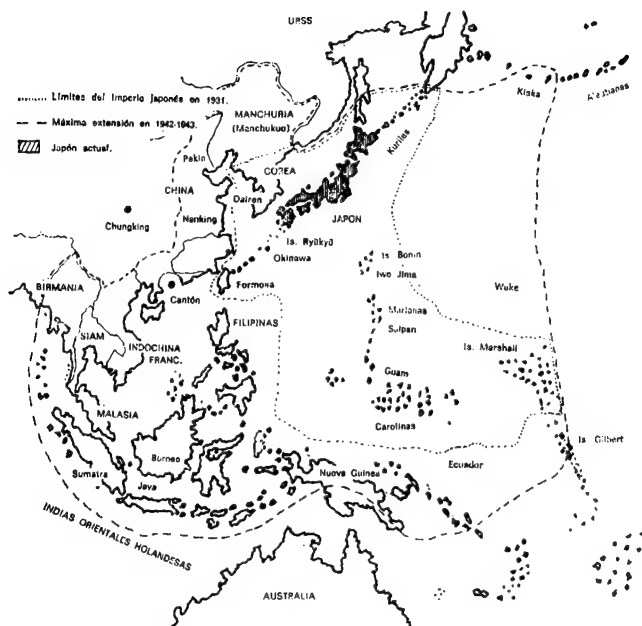 URSS
Límites del Imperio Japonés en 1931.
Máxima extensión en 1942-1943.
Japón actual.
MANCHURIA
(Manchukuo)
Kiska
Aleutianas
Kuriles
Pekín
COREA
CHINA
Dairen
Nanking
JAPON
Chungking
Is. Ryūkyū
Okinawa
Is Bonin
Iwo Jima
BIRMANIA
Cantón
Formosa
Wake
SIAM
INDOCHINA
FRANC.
FILIPINAS
Marianas
Saipan
Is. Marshall
Guam
MALASIA
Carolinas
Is. Gilbert
Borneo
Ecuador
Sumatra
Java
Nueva Guinea
INDIAS ORIENTALES HOLANDESAS
AUSTRALIA